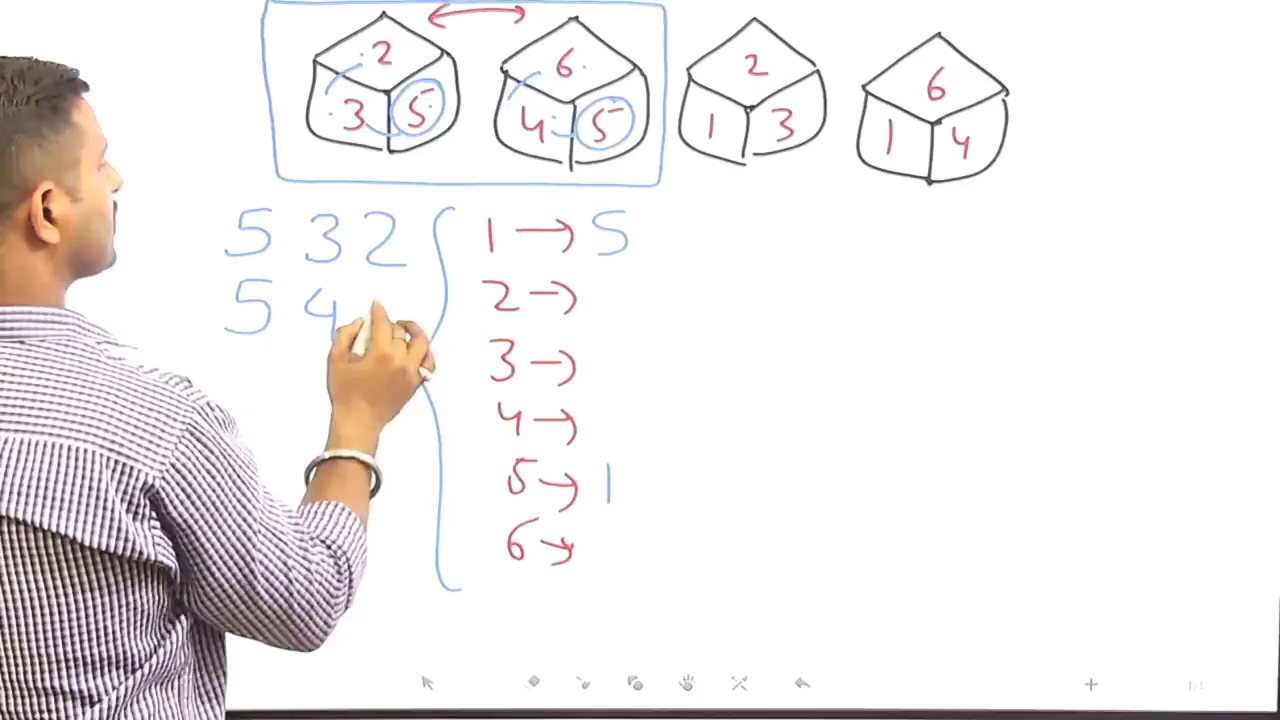 2 6 2 6
3 5 4 5 1 3 1 4
5 3 2 1 → 5
5 4 2 →
3 →
4 →
5 → 1
6 →